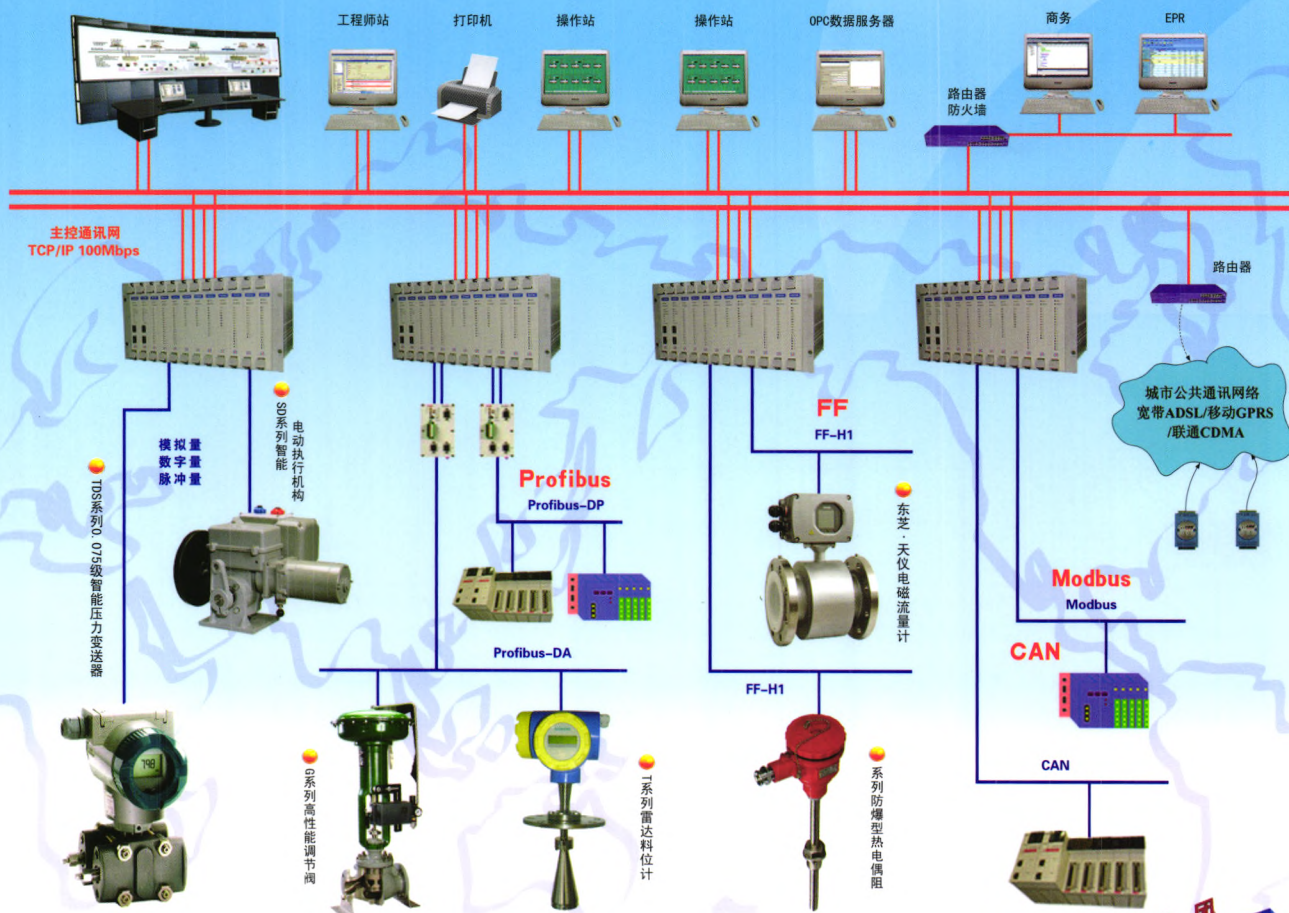 工程师站
打印机
操作站
操作站
OPC数据服务器
商务
EPR
路由器
防火墙
主控通讯网
TCP/IP 100Mbps
路由器
城市公共通讯网络
宽带ADSL/移动GPRS
/联通CDMA
SD系列智能
电动执行机构
模拟量
数字量
脉冲量
TDS系列0.075级智能压力变送器
Profibus
Profibus-DP
Profibus-DA
FF
FF-H1
东芝·天仪电磁流量计
FF-H1
Modbus
Modbus
CAN
CAN
798
G系列高性能调节阀
T系列雷达料位计
系列防爆型热电偶阻